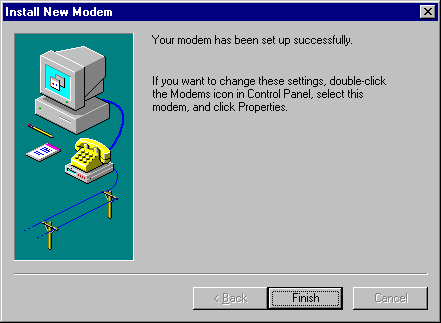 Install New Modem
Your modem has been set up successfully.
If you want to change these settings, double-click
the Modems icon in Control Panel, select this
modem, and click Properties.
< Back
Finish
Cancel